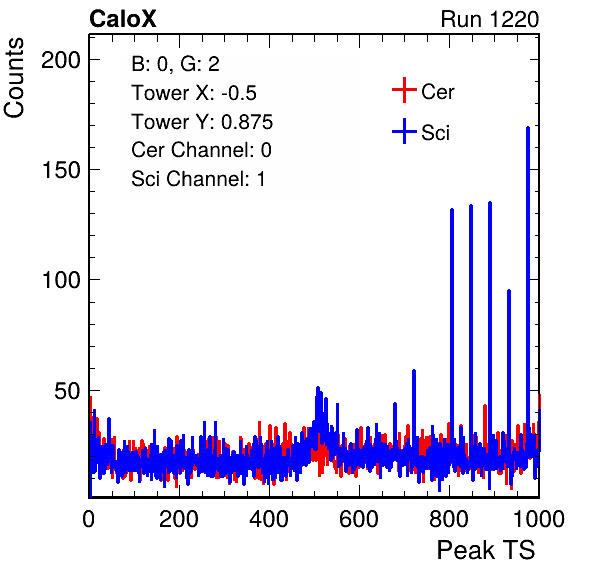 CaloX Run 1220
B: 0, G: 2
Tower X: -0.5
Tower Y: 0.875
Cer Channel: 0
Sci Channel: 1
Cer
Sci
Counts
200
150
100
50
0 200 400 600 800 1000
Peak TS